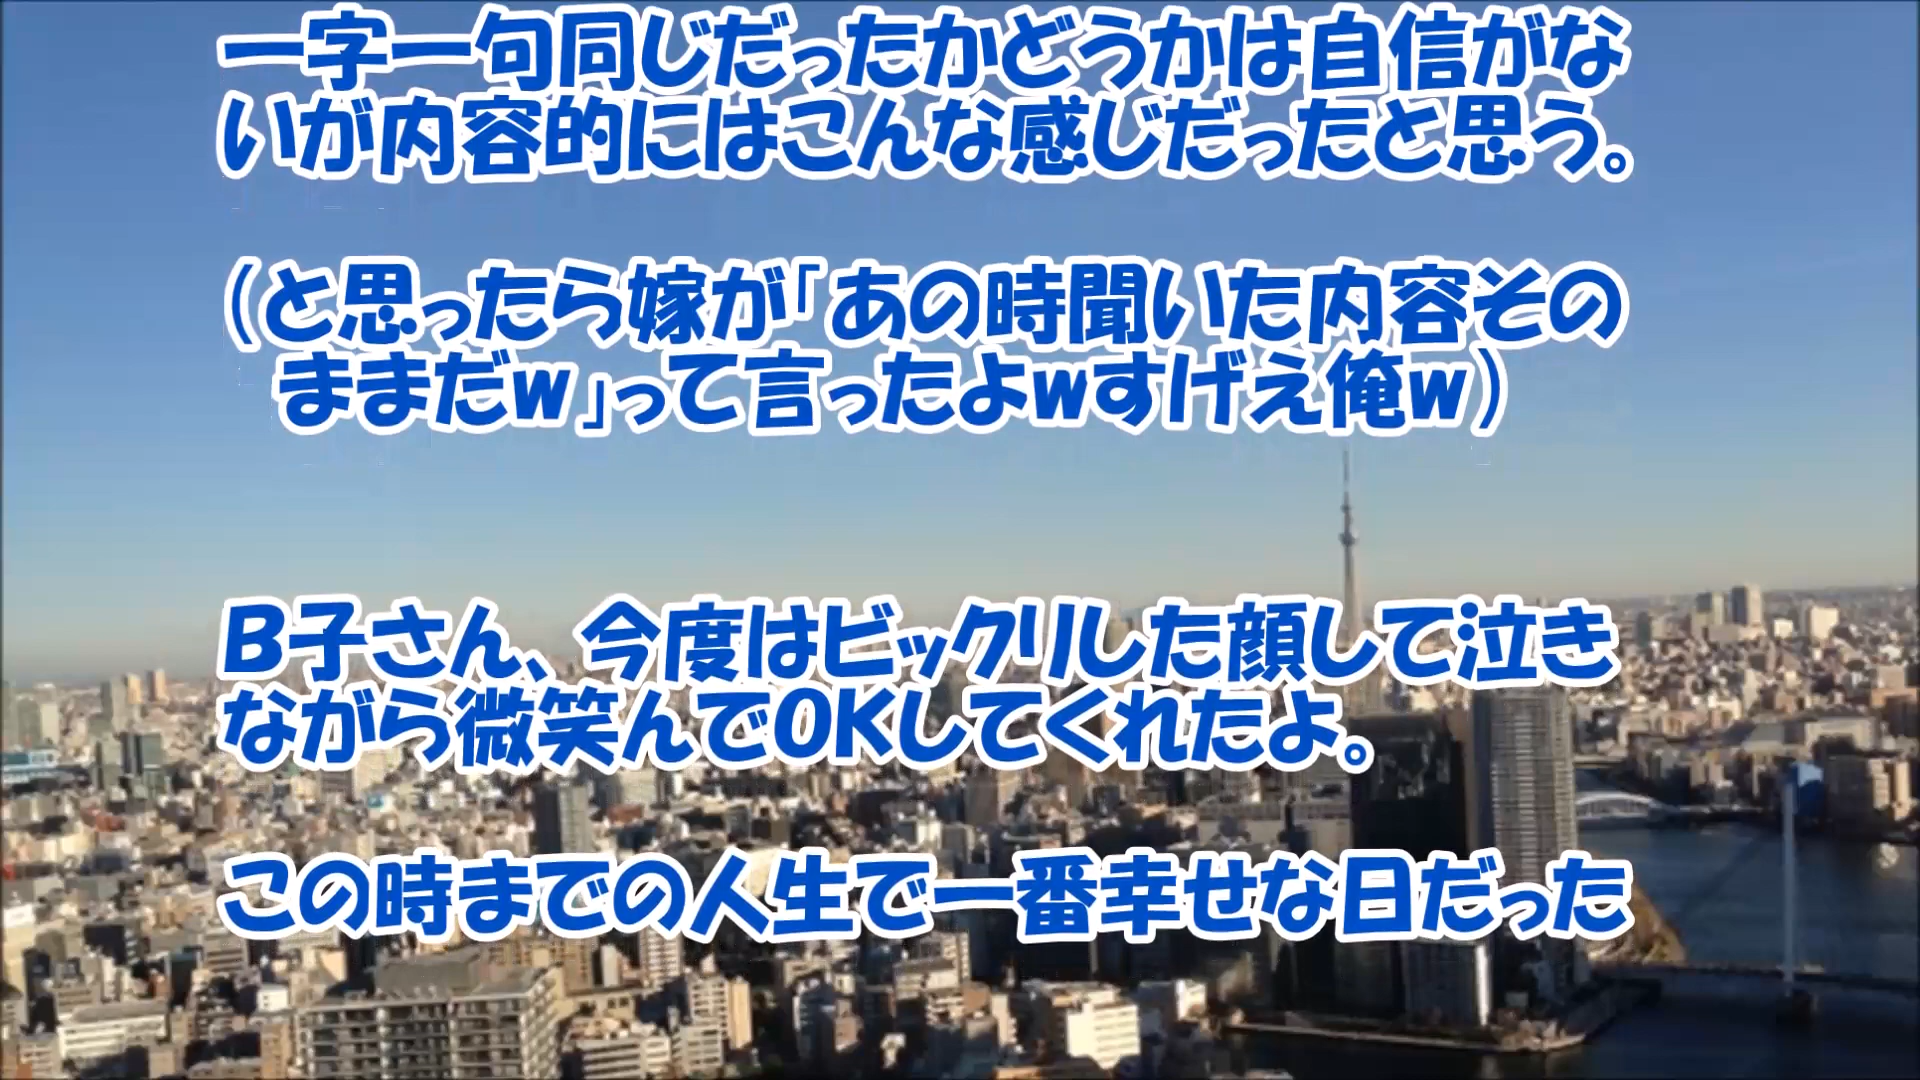 一字一句同じだったかどうかは自信がな
いが内容的にはこんな感じだったと思う。
（と思ったら嫁が「あの時聞いた内容その
ままだw」って言ったよwすげえ俺w）
B子さん、今度はビックリした顔して泣き
ながら微笑んでOKしてくれたよ。
この時までの人生で一番幸せな日だった